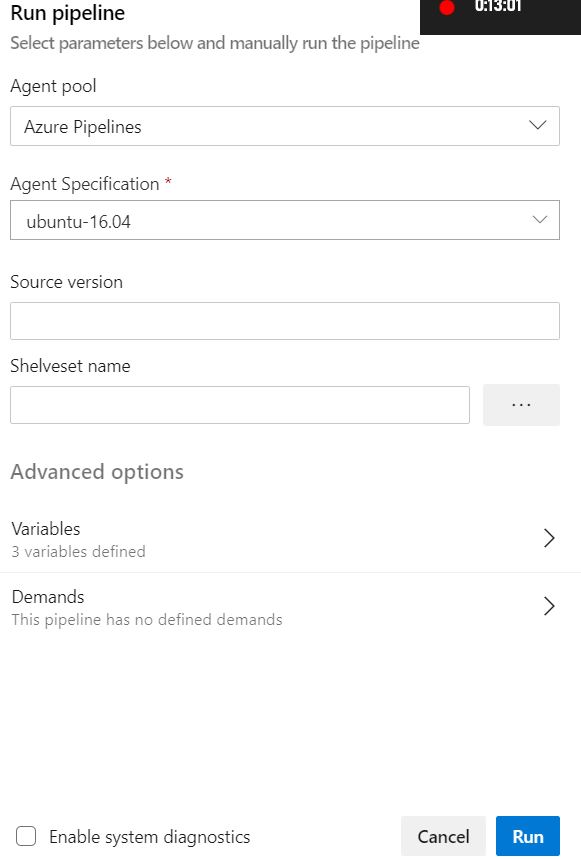 Run pipeline
0:13:01
Select parameters below and manually run the pipeline
Agent pool
Azure Pipelines
Agent Specification *
ubuntu-16.04
Source version
Shelveset name
...
Advanced options
Variables
3 variables defined
Demands
This pipeline has no defined demands
Enable system diagnostics
Cancel
Run